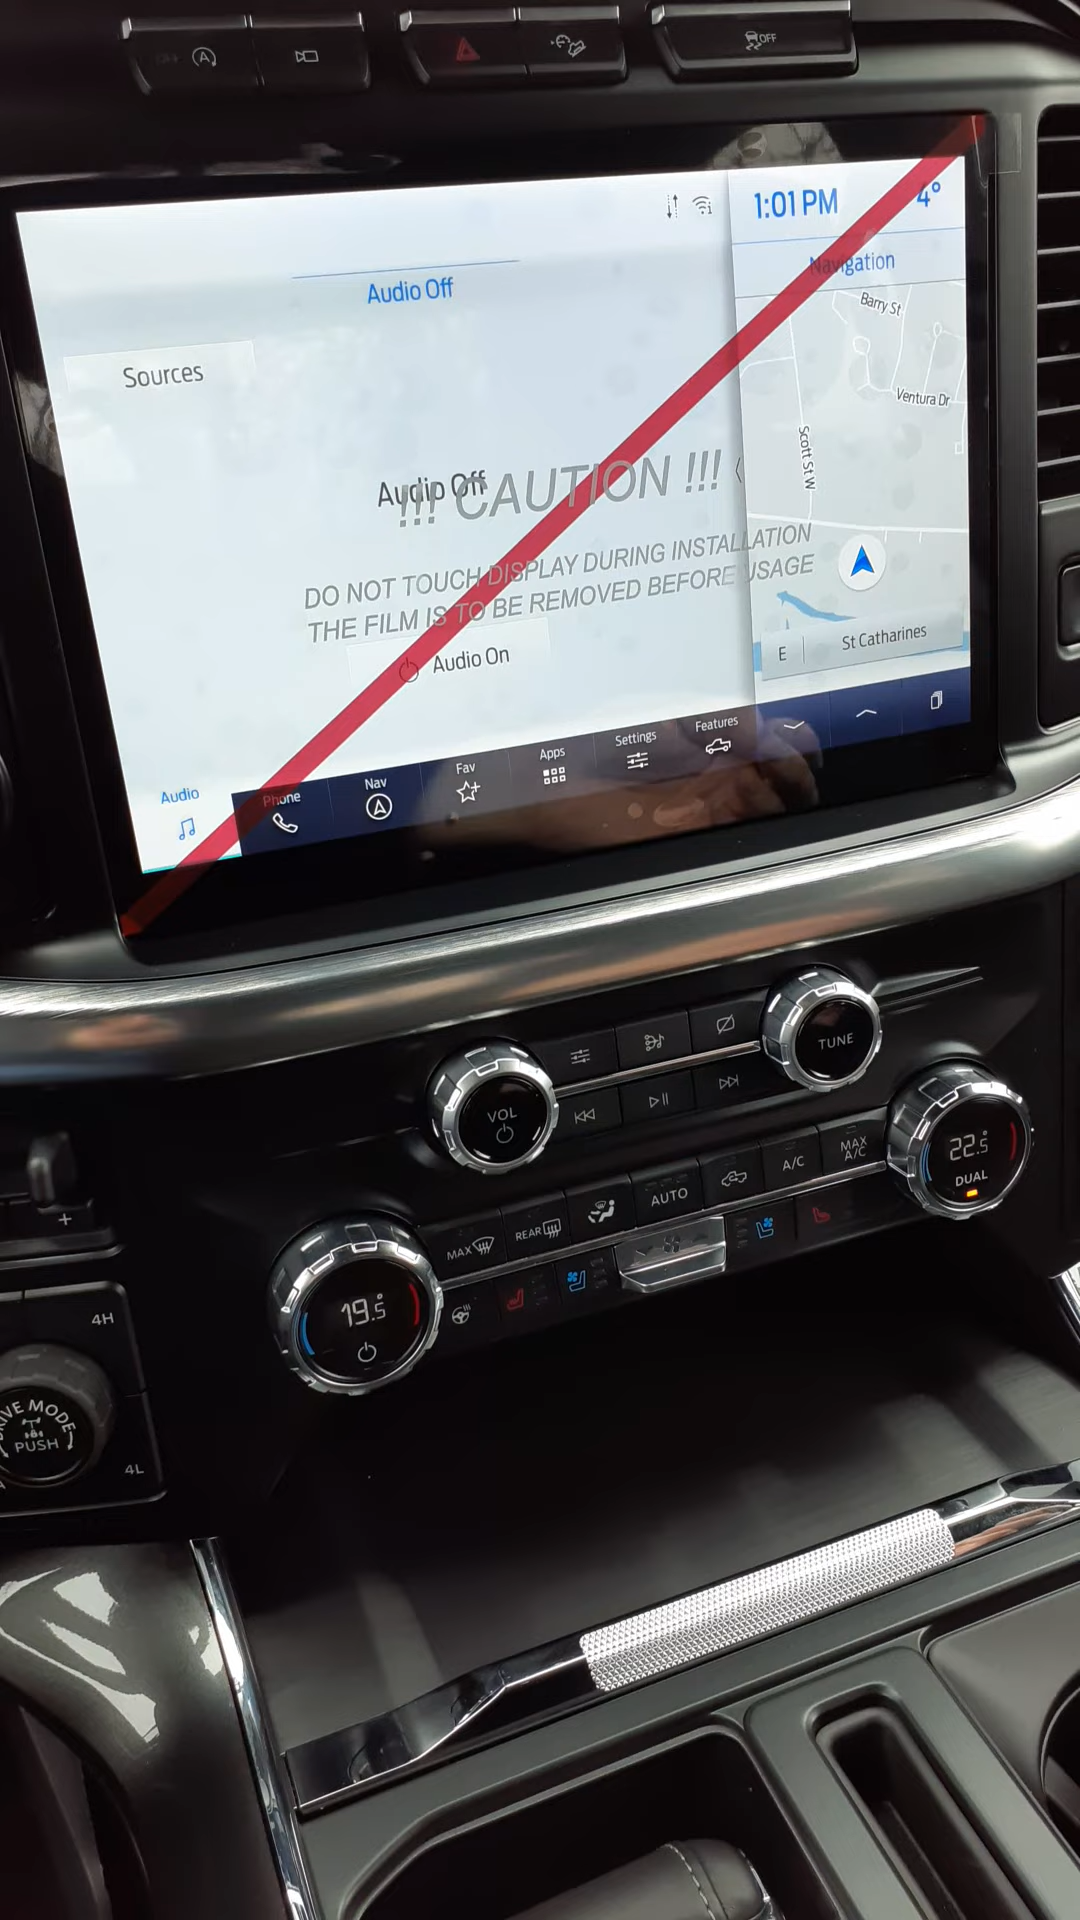 OFF
1:01 PM
4°
Audio Off
Navigation
Barry St
Sources
Ventura Dr
Scott St W
Audio Off
!!! CAUTION !!!
DO NOT TOUCH DISPLAY DURING INSTALLATION
THE FILM IS TO BE REMOVED BEFORE USAGE
E
St Catharines
Audio On
Audio
Phone
Nav
Fav
Apps
Settings
Features
TUNE
VOL
22.5°
DUAL
MAX A/C
A/C
AUTO
REAR
MAX
19.5°
4H
DRIVE MODE
PUSH
4L